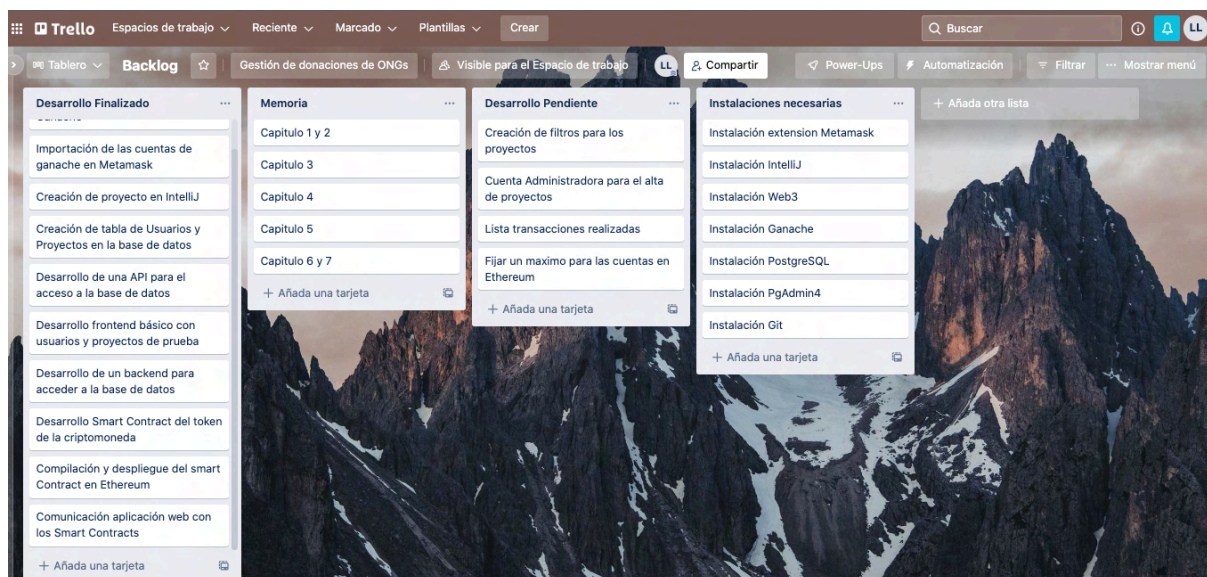 Trello
Espacios de trabajo
Reciente
Marcado
Plantillas
Crear
Buscar
LL
Tablero
Backlog
Gestión de donaciones de ONGs
Visible para el Espacio de trabajo
LL
Compartir
Power-Ups
Automatización
Filtrar
Mostrar menú
Desarrollo Finalizado
Importación de las cuentas de
ganache en Metamask
Creación de proyecto en IntelliJ
Creación de tabla de Usuarios y
Proyectos en la base de datos
Desarrollo de una API para el
acceso a la base de datos
Desarrollo frontend básico con
usuarios y proyectos de prueba
Desarrollo de un backend para
acceder a la base de datos
Desarrollo Smart Contract del token
de la criptomoneda
Compilación y despliegue del smart
Contract en Ethereum
Comunicación aplicación web con
los Smart Contracts
+ Añada una tarjeta
Memoria
Capitulo 1 y 2
Capitulo 3
Capitulo 4
Capitulo 5
Capitulo 6 y 7
+ Añada una tarjeta
Desarrollo Pendiente
Creación de filtros para los
proyectos
Cuenta Administradora para el alta
de proyectos
Lista transacciones realizadas
Fijar un maximo para las cuentas en
Ethereum
+ Añada una tarjeta
Instalaciones necesarias
Instalación extension Metamask
Instalación IntelliJ
Instalación Web3
Instalación Ganache
Instalación PostgreSQL
Instalación PgAdmin4
Instalación Git
+ Añada una tarjeta
+ Añada otra lista